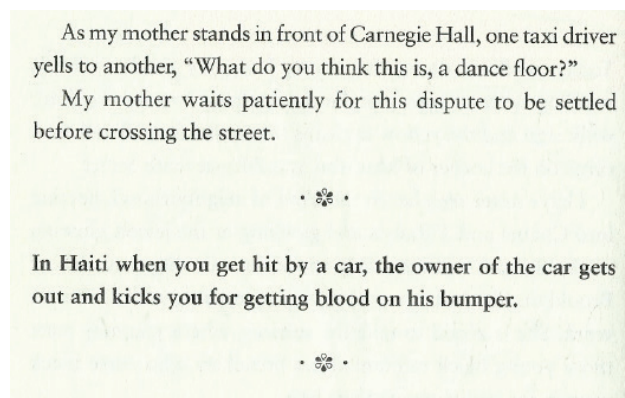 As my mother stands in front of Carnegie Hall, one taxi driver
yells to another, “What do you think this is, a dance floor?”
My mother waits patiently for this dispute to be settled
before crossing the street.
In Haiti when you get hit by a car, the owner of the car gets
out and kicks you for getting blood on his bumper.